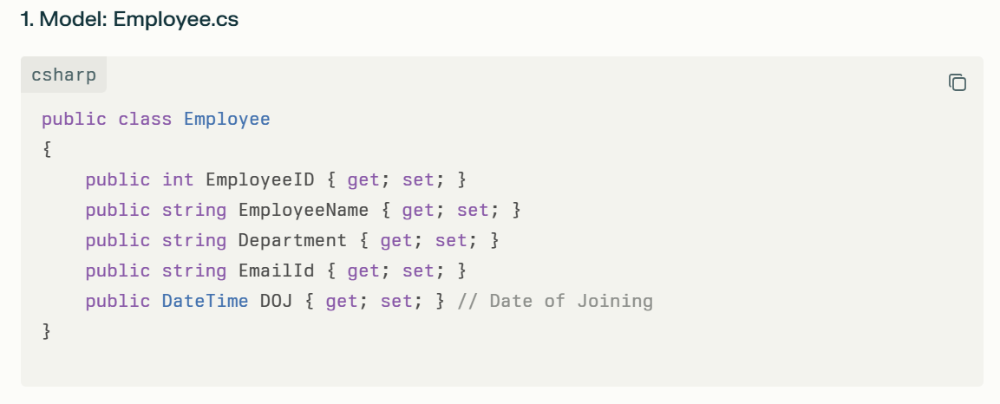 1. Model: Employee.cs
csharp
public class Employee
{
    public int EmployeeID { get; set; }
    public string EmployeeName { get; set; }
    public string Department { get; set; }
    public string EmailId { get; set; }
    public DateTime DOJ { get; set; } // Date of Joining
}